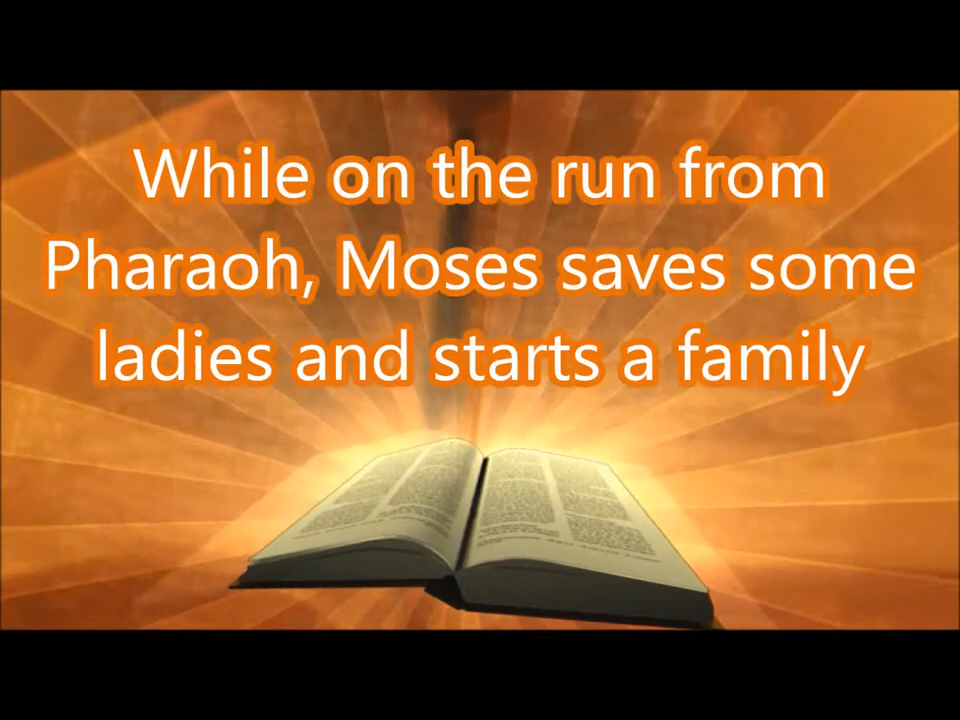 While on the run from
Pharaoh, Moses saves some
ladies and starts a family